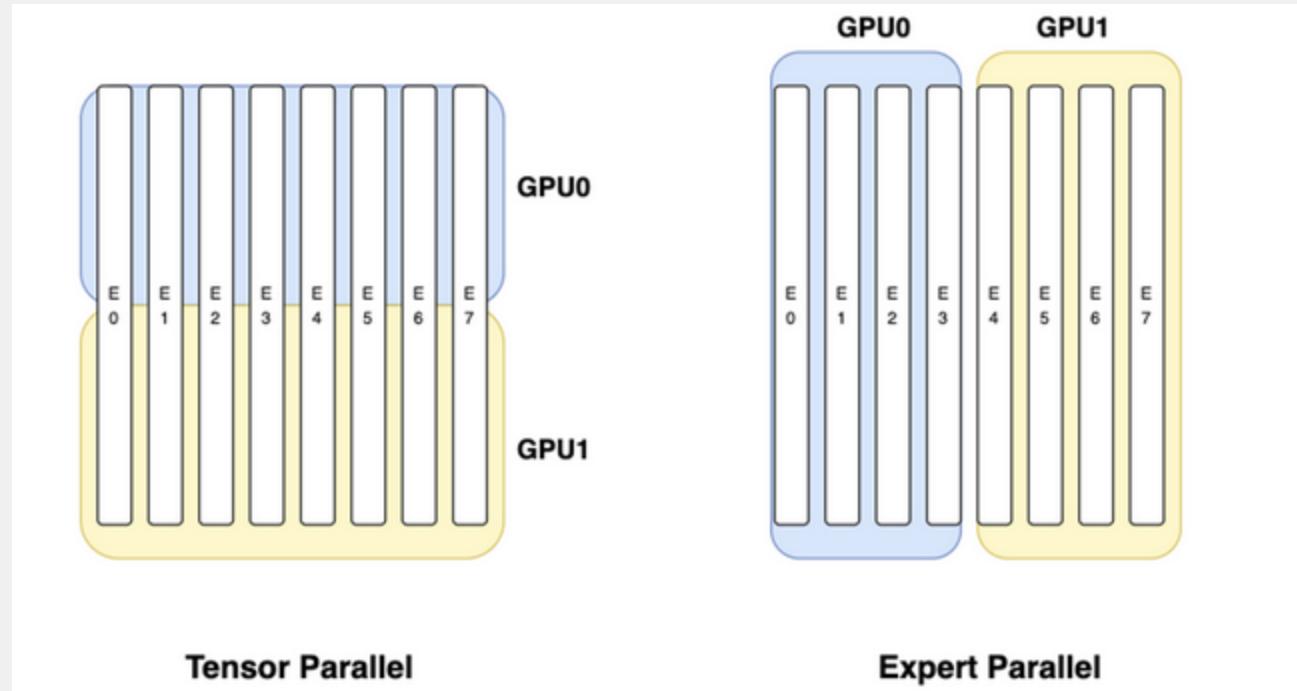 GPU0
GPU1
GPU0
GPU1
E E E E E E E E
0 1 2 3 4 5 6 7
E E E E E E E E
0 1 2 3 4 5 6 7
Tensor Parallel
Expert Parallel